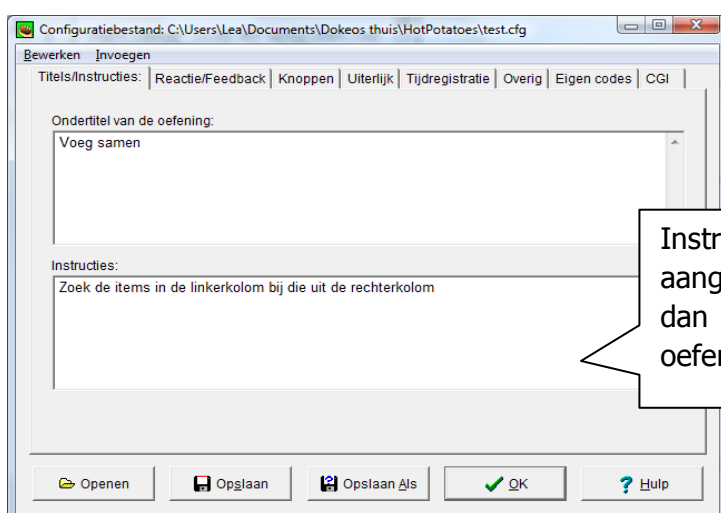 Configuratiebestand: C:\Users\Lea\Documents\Dokeos thuis\HotPotatoes\test.cfg
Bewerken Invoegen
Titels/Instructies: Reactie/Feedback Knoppen Uiterlijk Tijdregistratie Overig Eigen codes CGI
Ondertitel van de oefening:
Voeg samen
Instructies:
Zoek de items in de linkerkolom bij die uit de rechterkolom
dan
Openen Opslaan Opslaan Als OK Hulp